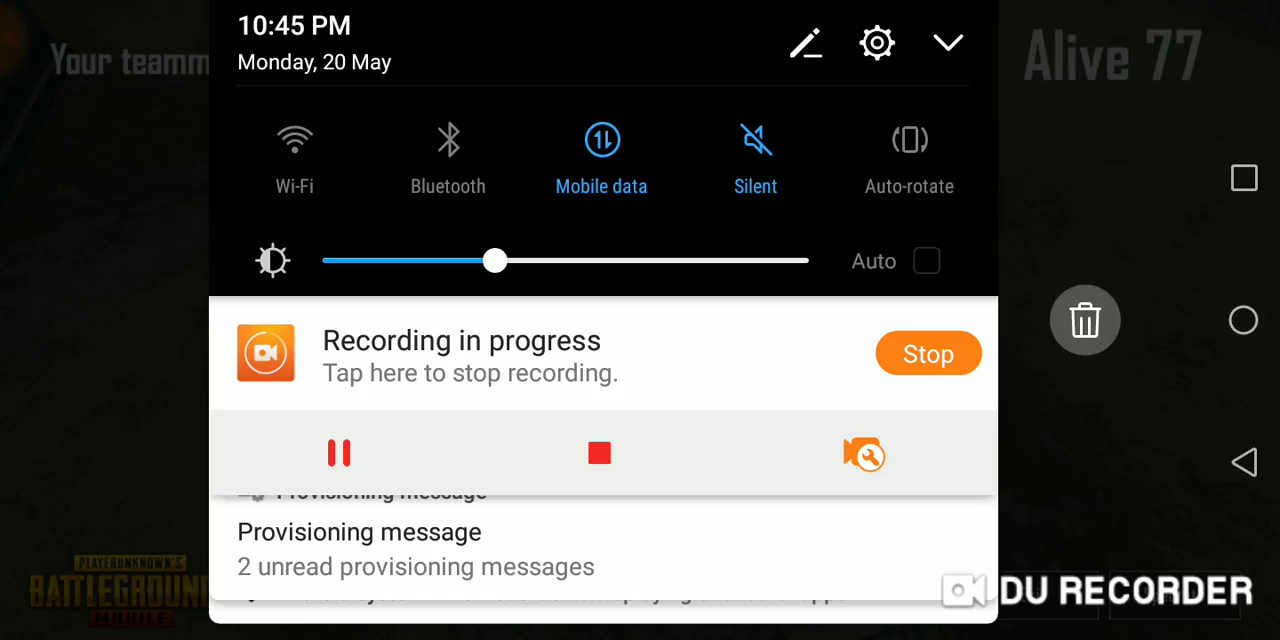 10:45 PM
Monday, 20 May
Your teamm
Alive 77
Wi-Fi
Bluetooth
Mobile data
Silent
Auto-rotate
Auto
Recording in progress
Tap here to stop recording.
Stop
Provisioning message
Provisioning message
2 unread provisioning messages
PLAYERUNKNOWN'S
BATTLEGROUN
MOBILE
DU RECORDER